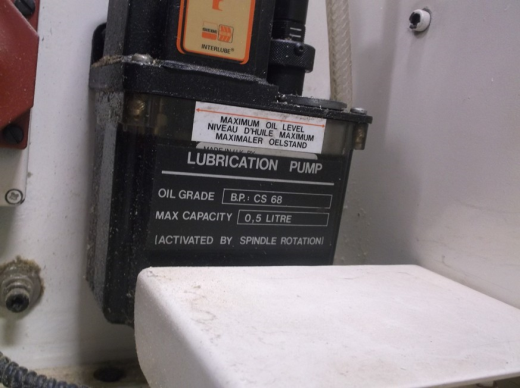 INTERLUBE
MAXIMUM OIL LEVEL
NIVEAU D'HUILE MAXIMUM
MAXIMALER OELSTAND
LUBRICATION PUMP
OIL GRADE B.P.: CS 68
MAX CAPACITY 0.5 LITRE
[ACTIVATED BY SPINDLE ROTATION]